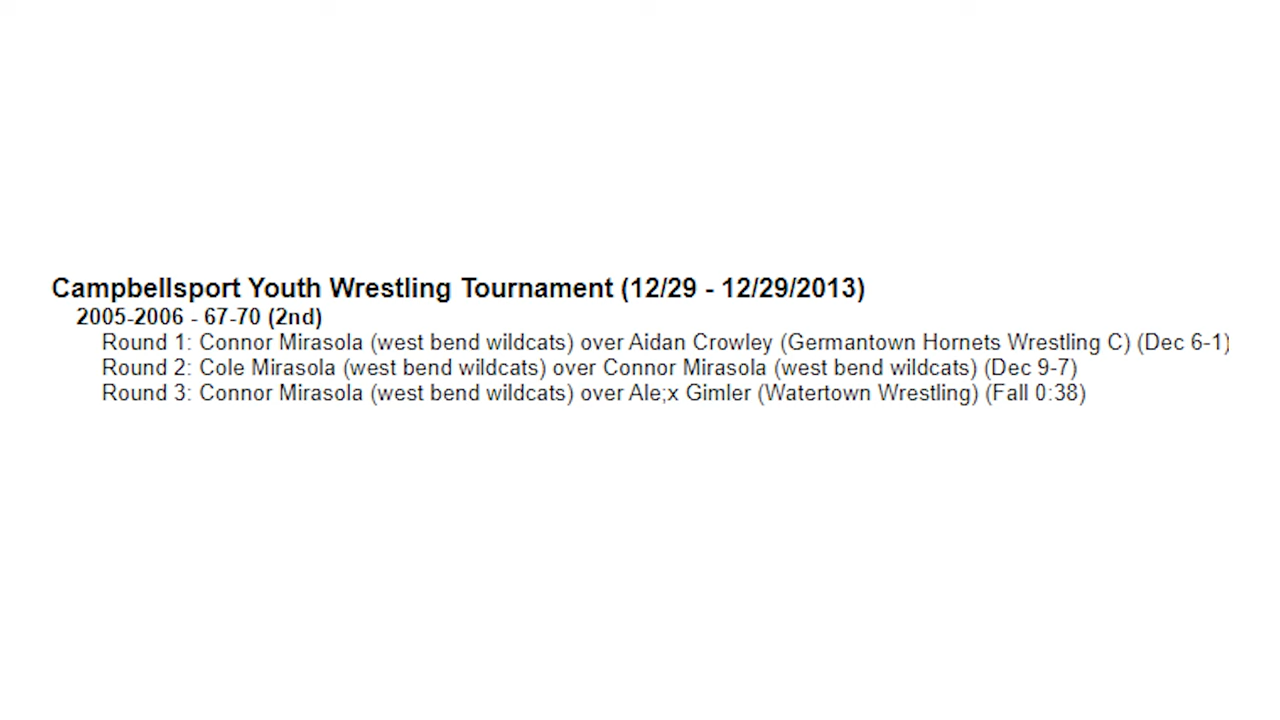 Campbellsport Youth Wrestling Tournament (12/29 - 12/29/2013)
2005-2006 - 67-70 (2nd)
Round 1: Connor Mirasola (west bend wildcats) over Aidan Crowley (Germantown Hornets Wrestling C) (Dec 6-1)
Round 2: Cole Mirasola (west bend wildcats) over Connor Mirasola (west bend wildcats) (Dec 9-7)
Round 3: Connor Mirasola (west bend wildcats) over Ale;x Gimler (Watertown Wrestling) (Fall 0:38)